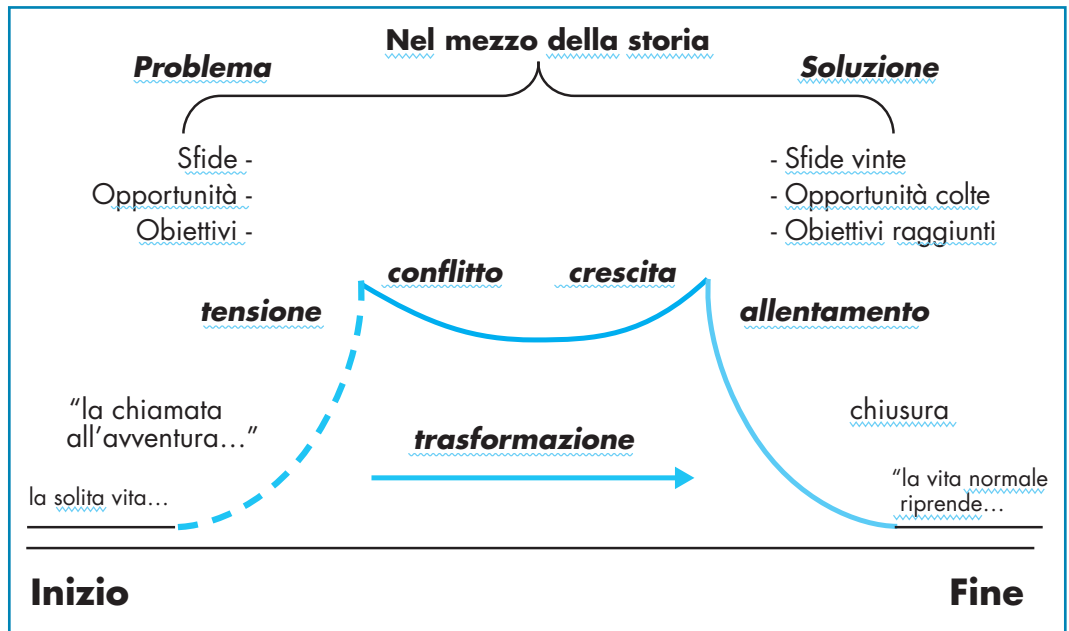 Nel mezzo della storia
Problema
Soluzione
Sfide -
Opportunità -
Obiettivi -
- Sfide vinte
- Opportunità colte
- Obiettivi raggiunti
conflitto
crescita
tensione
allentamento
“la chiamata
all’avventura…”
chiusura
trasformazione
la solita vita…
“la vita normale
riprende…
Inizio
Fine